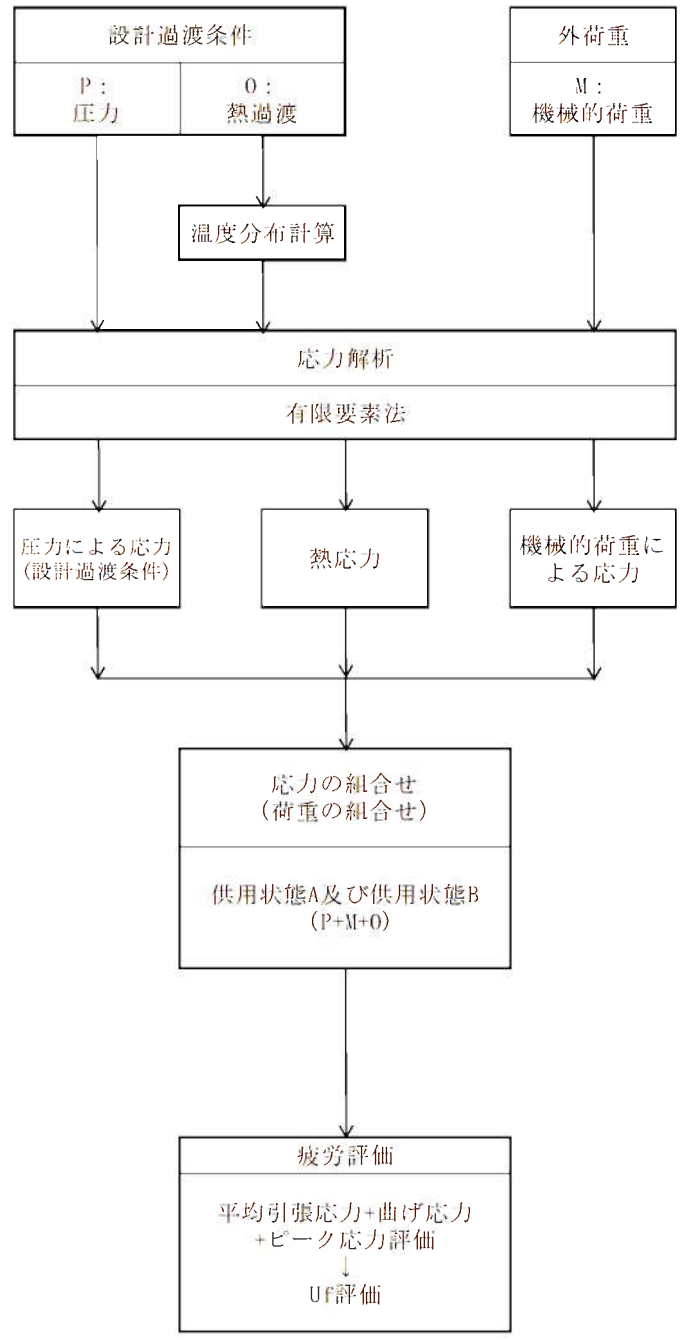 設計過渡条件
外荷重
P:
圧力
O:
熱過渡
M:
機械的荷重
温度分布計算
応力解析
有限要素法
圧力による応力
(設計過渡条件)
熱応力
機械的荷重に
よる応力
応力の組合せ
(荷重の組合せ)
供用状態A及び供用状態B
(P+M+O)
疲労評価
平均引張応力+曲げ応力
+ピーク応力評価
↓
Uf評価